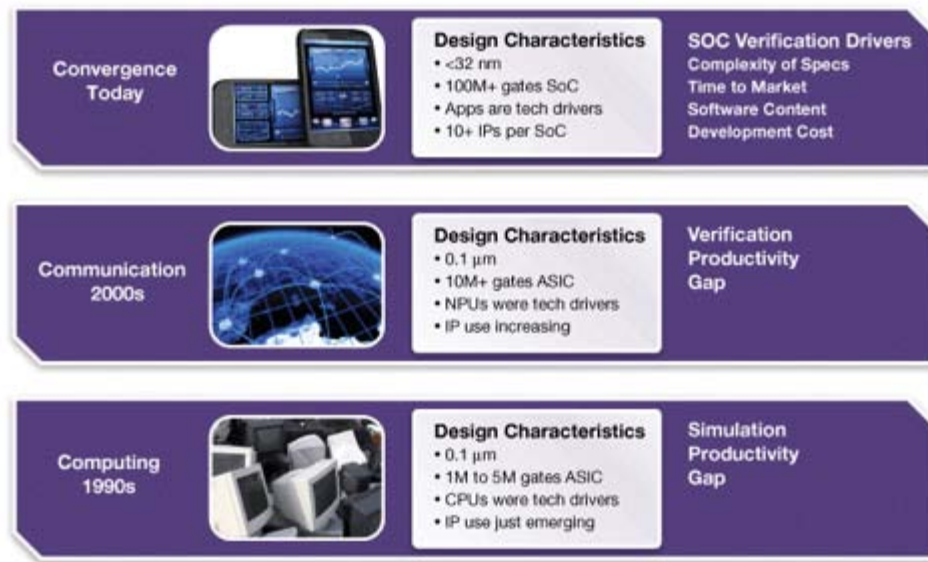 Convergence
Today
Design Characteristics
• <32 nm
• 100M+ gates SoC
• Apps are tech drivers
• 10+ IPs per SoC
SOC Verification Drivers
Complexity of Specs
Time to Market
Software Content
Development Cost
Communication
2000s
Design Characteristics
• 0.1 µm
• 10M+ gates ASIC
• NPUs were tech drivers
• IP use increasing
Verification
Productivity
Gap
Computing
1990s
Design Characteristics
• 0.1 µm
• 1M to 5M gates ASIC
• CPUs were tech drivers
• IP use just emerging
Simulation
Productivity
Gap